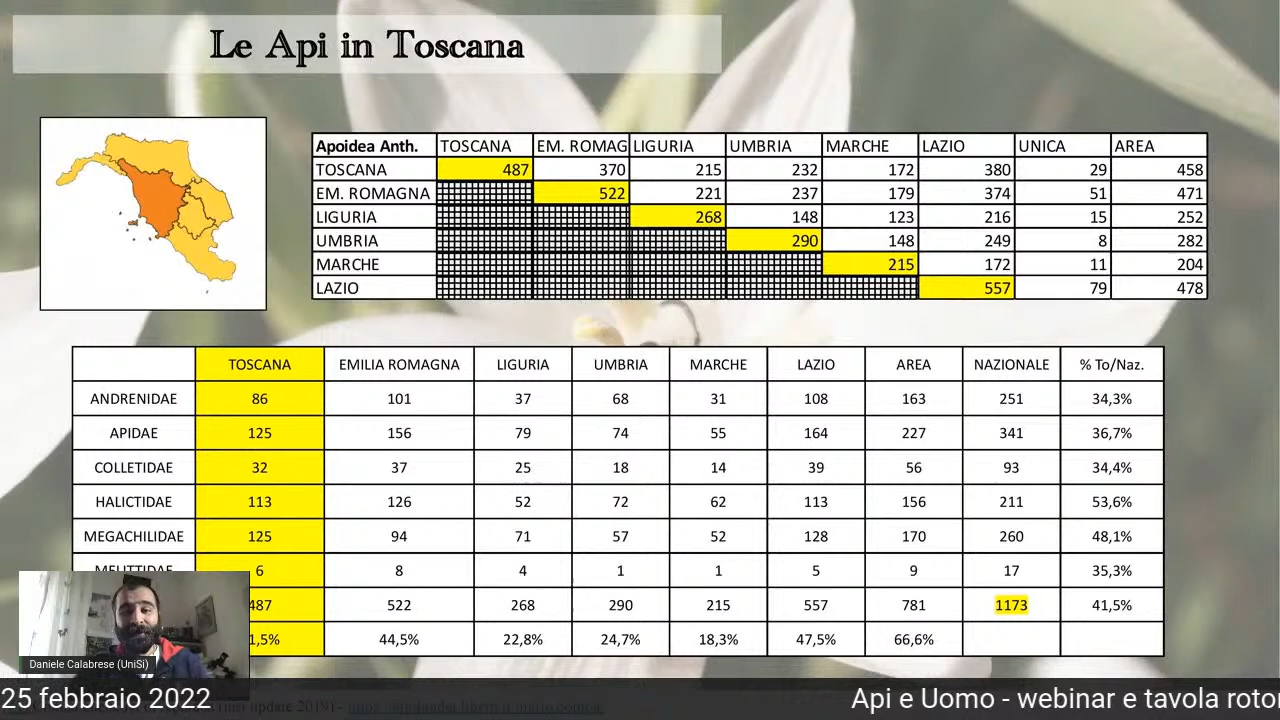 Le Api in Toscana
Apoidea Anth. TOSCANA EM. ROMAG LIGURIA UMBRIA MARCHE LAZIO UNICA AREA
TOSCANA 487 370 215 232 172 380 29 458
EM. ROMAGNA 522 221 237 179 374 51 471
LIGURIA 268 148 123 216 15 252
UMBRIA 290 148 249 8 282
MARCHE 215 172 11 204
LAZIO 557 79 478
TOSCANA EMILIA ROMAGNA LIGURIA UMBRIA MARCHE LAZIO AREA NAZIONALE % To/Naz.
ANDRENIDAE 86 101 37 68 31 108 163 251 34,3%
APIDAE 125 156 79 74 55 164 227 341 36,7%
COLLETIDAE 32 37 25 18 14 39 56 93 34,4%
HALICTIDAE 113 126 52 72 62 113 156 211 53,6%
MEGACHILIDAE 125 94 71 57 52 128 170 260 48,1%
MELITTIDAE 6 8 4 1 1 5 9 17 35,3%
487 522 268 290 215 557 781 1173 41,5%
1,5% 44,5% 22,8% 24,7% 18,3% 47,5% 66,6%
Daniele Calabrese (UniSi)
25 febbraio 2022 Api e Uomo - webinar e tavola roto